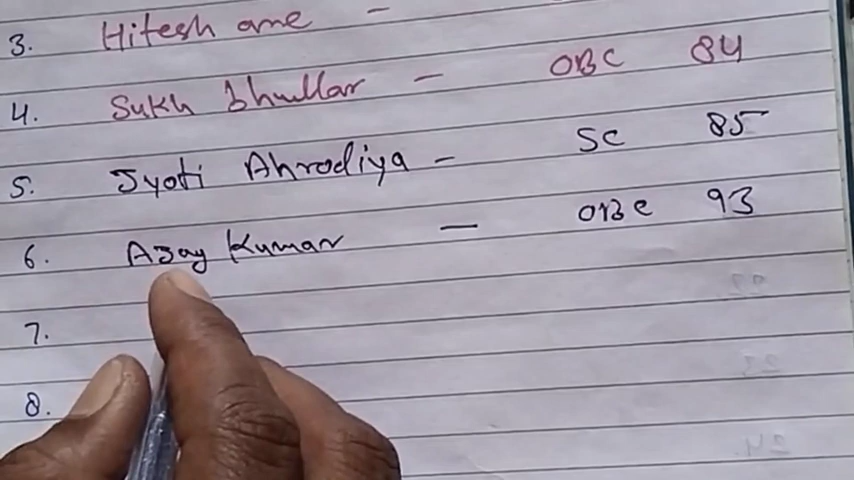 3. Hitesh ame -
4. Sukh bhullar - OBC 84
5. Jyoti Ahrodiya - SC 85
6. Ajay Kumar - OBC 93
7.
8.